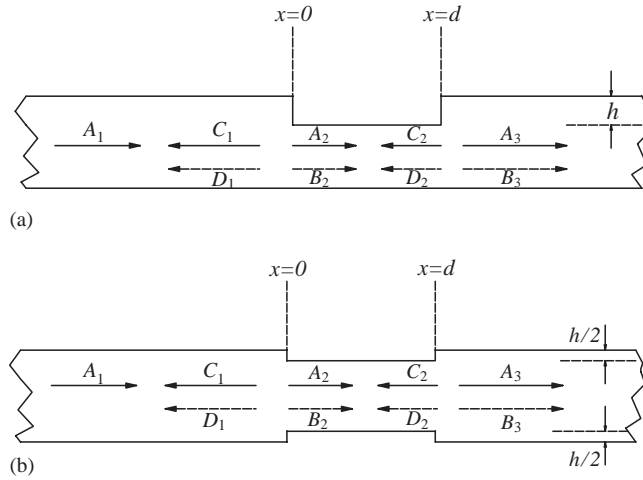 x=0 x=d
h
A1 C1 A2 C2 A3
D1 B2 D2 B3
(a)
x=0 x=d
h/2
A1 C1 A2 C2 A3
D1 B2 D2 B3
(b) h/2